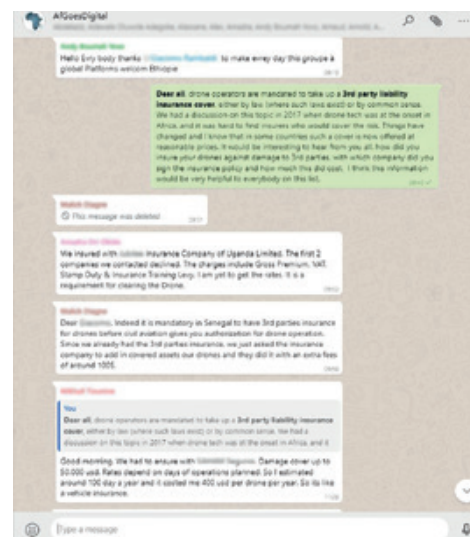 AfGoesDigital
Hello Evry body thanks to make evrey day this groupe à
global Platforms welcom Ethiopie
Dear all, drone operators are mandated to take up a 3rd party liability
insurance cover, either by law (where such laws exist) or by common sense.
We had a discussion on this topic in 2017 when drone tech was at the onset in
Africa, and it was hard to find insurers who would cover the risk. Things have
changed and I know that in some countries such a cover is now offered at
reasonable prices. It would be interesting to hear from you all, how did you
insure your drones against damage to 3rd parties, with which company did you
sign the insurance policy and how much this did cost. I think this information
would be very helpful to everybody on this list.
This message was deleted
We insured with Insurance Company of Uganda Limited. The first 2
companies we contacted declined. The charges include Gross Premium, VAT,
Stamp Duty & Insurance Training Levy. I am yet to get the rates. It is a
requirement for clearing the Drone.
Dear Indeed it is mandatory in Senegal to have 3rd parties insurance
for drones before civil aviation gives you authorization for drone operation.
Since we already had the 3rd parties insurance, we just asked the insurance
company to add in covered assets our drones and they did it with an extra fees
of around 100$.
You
Dear all, drone operators are mandated to take up a 3rd party liability insurance
cover, either by law (where such laws exist) or by common sense. We had a
discussion on this topic in 2017 when drone tech was at the onset in Africa, and it
Good morning. We had to ensure with Damage cover up to
50.000 usd. Rates depend on days of operations planned. So I estimated
around 100 day a year and it costed me 400 usd per drone per year. So its like
a vehicle insurance.
Type a message